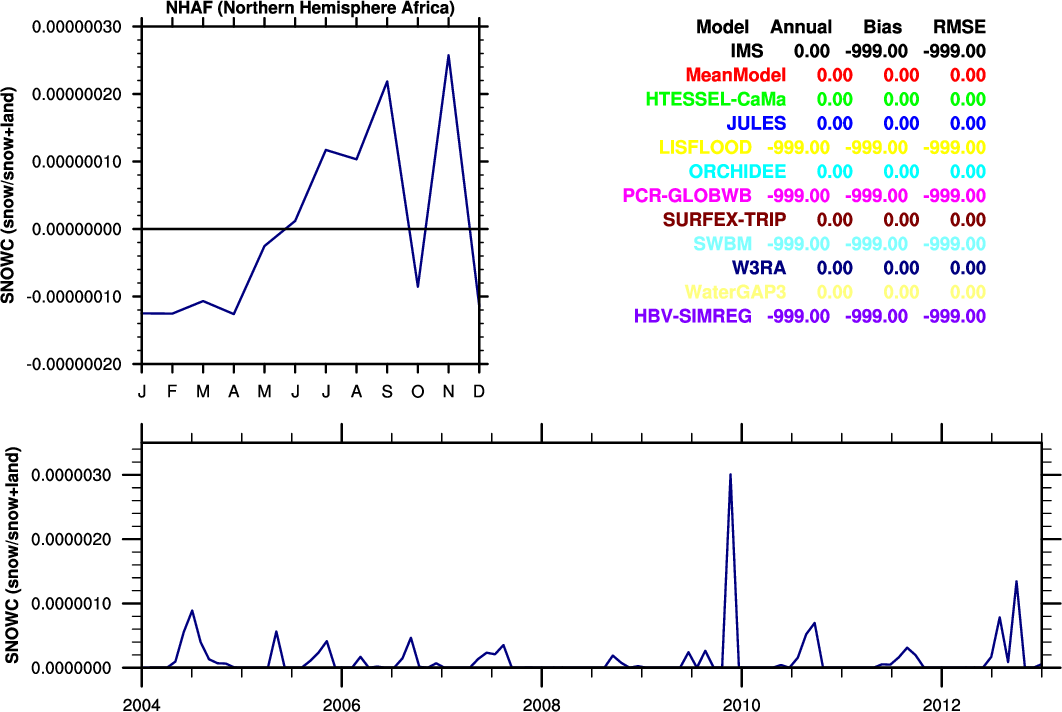 NHAF (Northern Hemisphere Africa)
SNOWC (snow/snow+land)
0.00000030
0.00000020
0.00000010
0.00000000
-0.00000010
-0.00000020
J F M A M J J A S O N D
Model Annual Bias RMSE
IMS 0.00 -999.00 -999.00
MeanModel 0.00 0.00 0.00
HTESSEL-CaMa 0.00 0.00 0.00
JULES 0.00 0.00 0.00
LISFLOOD -999.00 -999.00 -999.00
ORCHIDEE 0.00 0.00 0.00
PCR-GLOBWB -999.00 -999.00 -999.00
SURFEX-TRIP 0.00 0.00 0.00
SWBM -999.00 -999.00 -999.00
W3RA 0.00 0.00 0.00
WaterGAP3 0.00 0.00 0.00
HBV-SIMREG -999.00 -999.00 -999.00
SNOWC (snow/snow+land)
0.0000030
0.0000020
0.0000010
0.0000000
2004 2006 2008 2010 2012